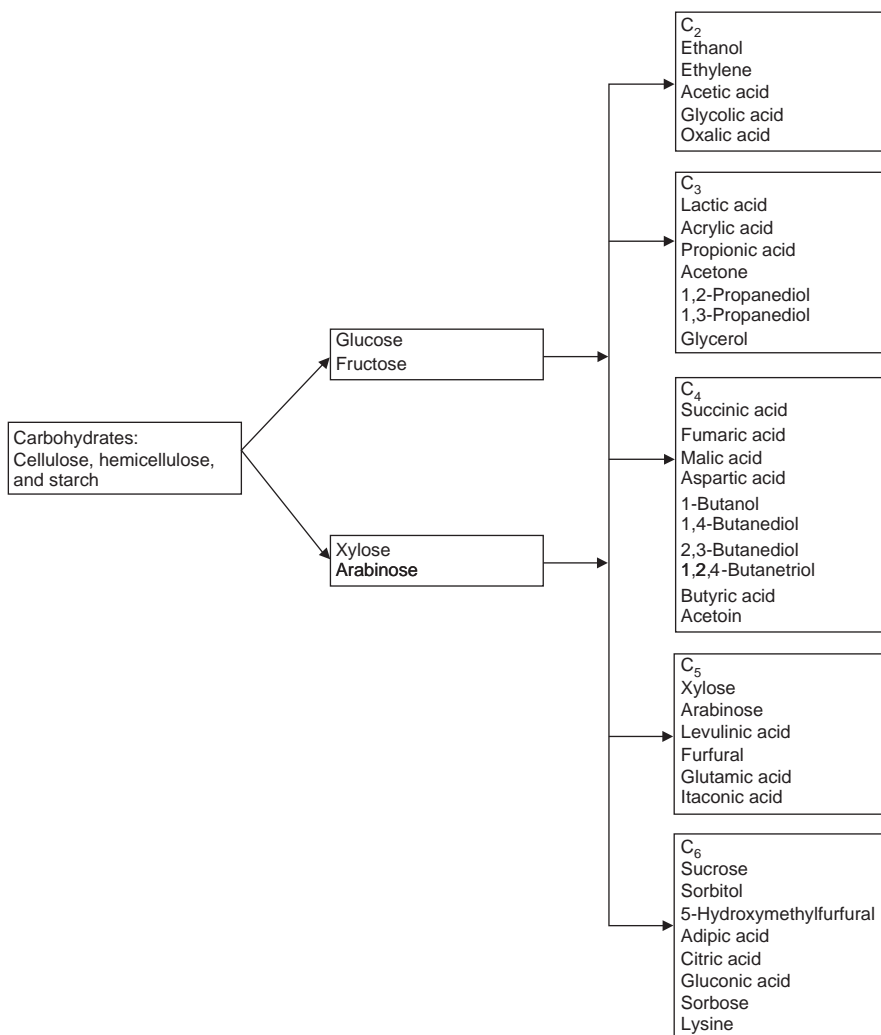 Carbohydrates:
Cellulose, hemicellulose,
and starch
Glucose
Fructose
Xylose
Arabinose
C2
Ethanol
Ethylene
Acetic acid
Glycolic acid
Oxalic acid
C3
Lactic acid
Acrylic acid
Propionic acid
Acetone
1,2-Propanediol
1,3-Propanediol
Glycerol
C4
Succinic acid
Fumaric acid
Malic acid
Aspartic acid
1-Butanol
1,4-Butanediol
2,3-Butanediol
1,2,4-Butanetriol
Butyric acid
Acetoin
C5
Xylose
Arabinose
Levulinic acid
Furfural
Glutamic acid
Itaconic acid
C6
Sucrose
Sorbitol
5-Hydroxymethylfurfural
Adipic acid
Citric acid
Gluconic acid
Sorbose
Lysine